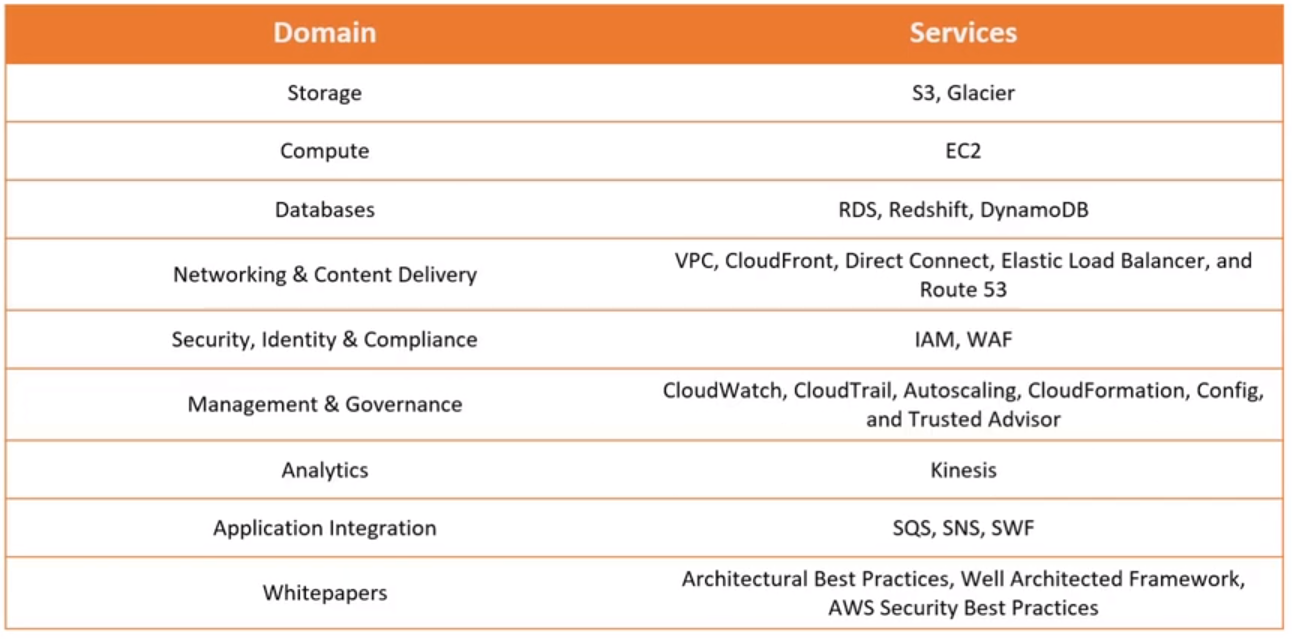 Domain
Services
Storage
S3, Glacier
Compute
EC2
Databases
RDS, Redshift, DynamoDB
Networking & Content Delivery
VPC, CloudFront, Direct Connect, Elastic Load Balancer, and
Route 53
Security, Identity & Compliance
IAM, WAF
Management & Governance
CloudWatch, CloudTrail, Autoscaling, CloudFormation, Config,
and Trusted Advisor
Analytics
Kinesis
Application Integration
SQS, SNS, SWF
Whitepapers
Architectural Best Practices, Well Architected Framework,
AWS Security Best Practices